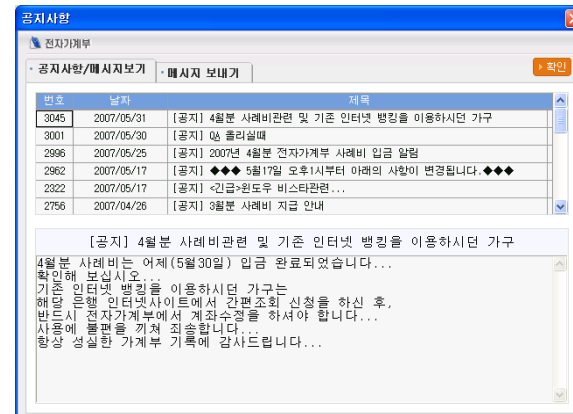 공지사항
전자가계부
· 공지사항/메시지보기 · 메시지 보내기 확인
번호 날짜 제목
3045 2007/05/31 [공지] 4월분 사례비관련 및 기존 인터넷 뱅킹을 이용하시던 가구
3001 2007/05/30 [공지] QA 올리실때
2996 2007/05/25 [공지] 2007년 4월분 전자가계부 사례비 입금 알림
2962 2007/05/17 [공지] ◆◆◆ 5월17일 오후1시부터 아래의 사항이 변경됩니다.◆◆◆
2322 2007/05/17 [공지] <긴급>윈도우 비스타관련...
2756 2007/04/26 [공지] 3월분 사례비 지급 안내
[공지] 4월분 사례비관련 및 기존 인터넷 뱅킹을 이용하시던 가구
4월분 사례비는 어제(5월30일) 입금 완료되었습니다...
확인해 보십시오...
기존 인터넷 뱅킹을 이용하시던 가구는
해당 은행 인터넷사이트에서 간편조회 신청을 하신 후,
반드시 전자가계부에서 계좌수정을 하셔야 합니다...
사용에 불편을 끼쳐 죄송합니다...
항상 성실한 가계부 기록에 감사드립니다...